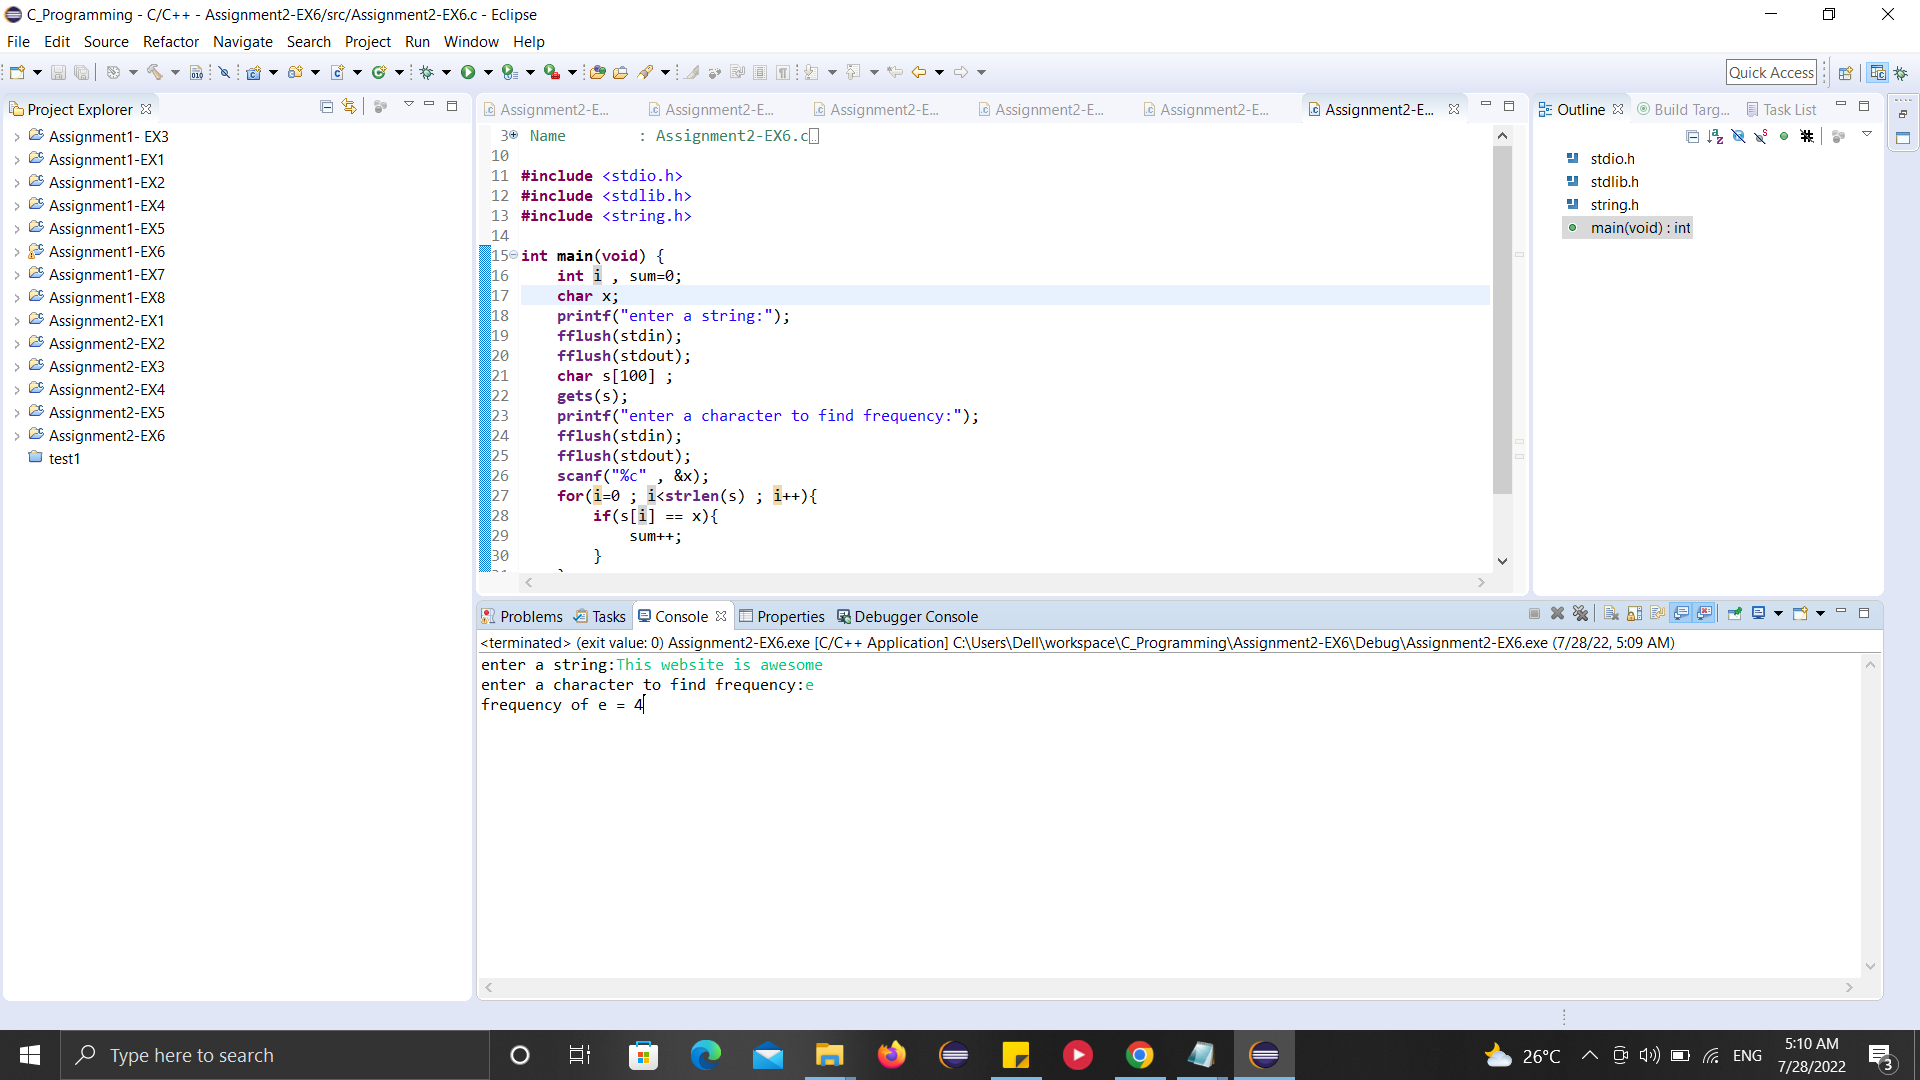 C_Programming - C/C++ - Assignment2-EX6/src/Assignment2-EX6.c - Eclipse
File Edit Source Refactor Navigate Search Project Run Window Help
Quick Access
Project Explorer
Assignment1- EX3
Assignment1-EX1
Assignment1-EX2
Assignment1-EX4
Assignment1-EX5
Assignment1-EX6
Assignment1-EX7
Assignment1-EX8
Assignment2-EX1
Assignment2-EX2
Assignment2-EX3
Assignment2-EX4
Assignment2-EX5
Assignment2-EX6
test1
Assignment2-E... Assignment2-E... Assignment2-E... Assignment2-E... Assignment2-E... Assignment2-E...
3 Name : Assignment2-EX6.c
10
11 #include <stdio.h>
12 #include <stdlib.h>
13 #include <string.h>
14
15 int main(void) {
16 int i , sum=0;
17 char x;
18 printf("enter a string:");
19 fflush(stdin);
20 fflush(stdout);
21 char s[100] ;
22 gets(s);
23 printf("enter a character to find frequency:");
24 fflush(stdin);
25 fflush(stdout);
26 scanf("%c" , &x);
27 for(i=0 ; i<strlen(s) ; i++){
28 if(s[i] == x){
29 sum++;
30 }
Outline Build Targ... Task List
stdio.h
stdlib.h
string.h
main(void) : int
Problems Tasks Console Properties Debugger Console
<terminated> (exit value: 0) Assignment2-EX6.exe [C/C++ Application] C:\Users\Dell\workspace\C_Programming\Assignment2-EX6\Debug\Assignment2-EX6.exe (7/28/22, 5:09 AM)
enter a string:This website is awesome
enter a character to find frequency:e
frequency of e = 4
Type here to search
26°C
ENG
5:10 AM
7/28/2022
3